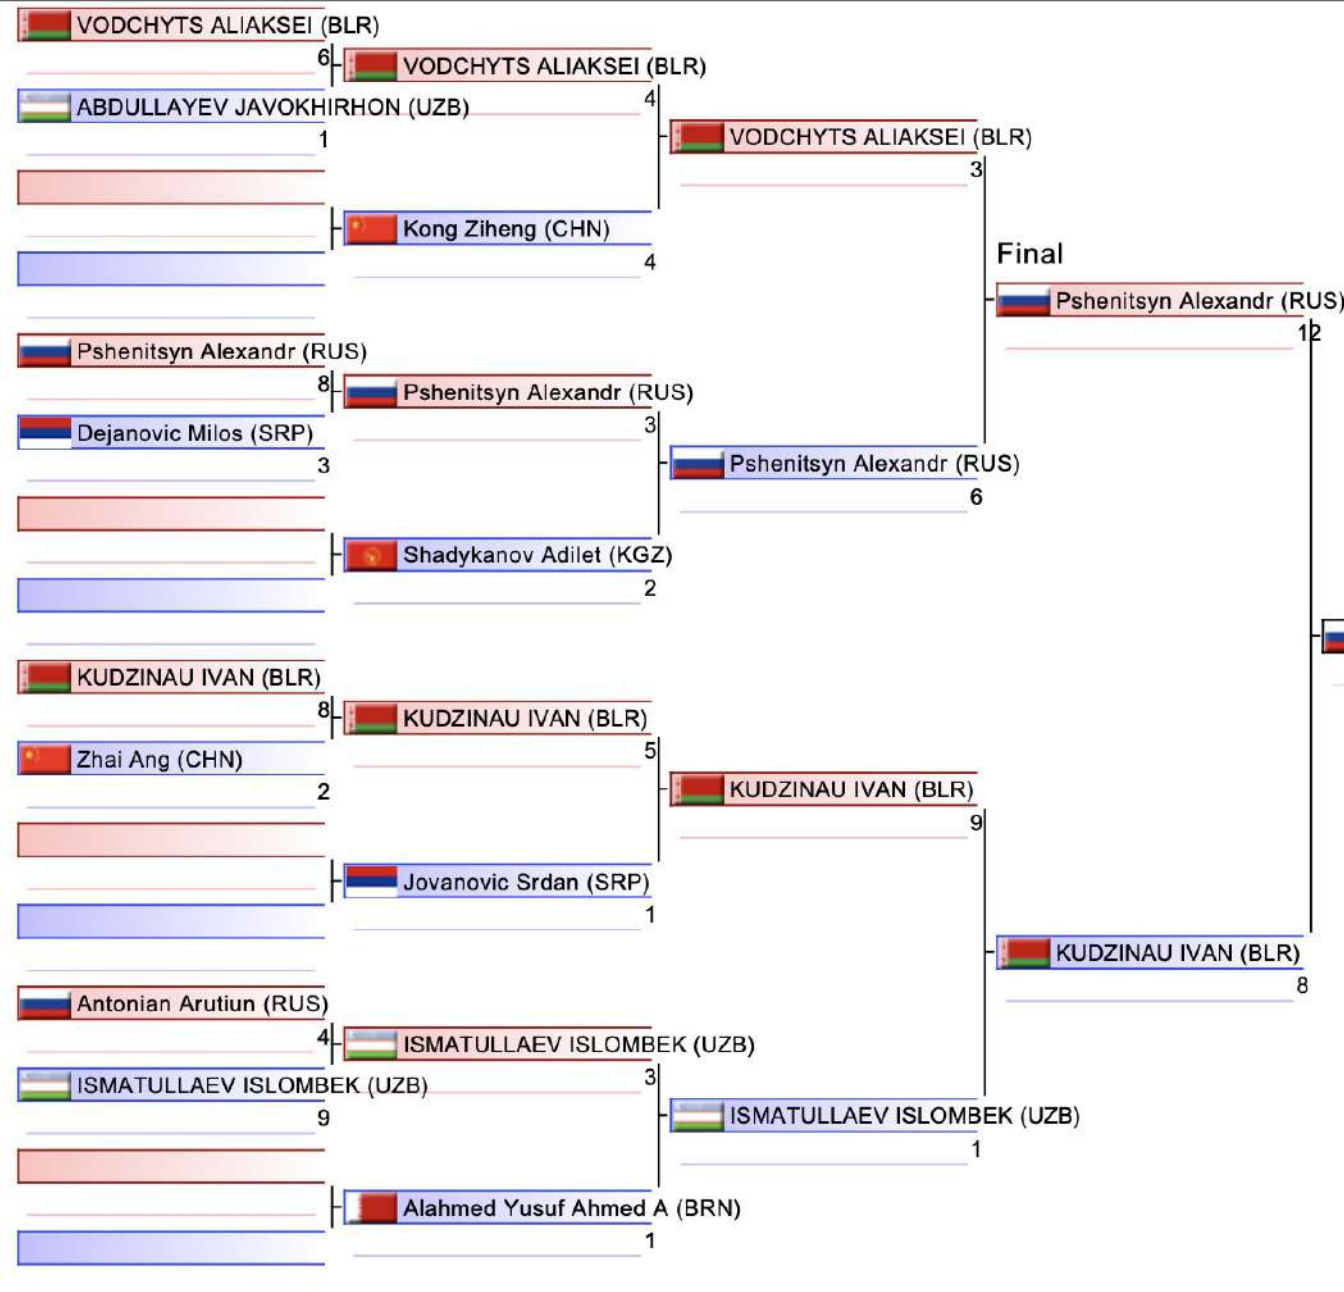 VODCHYTS ALIAKSEI (BLR)
6
ABDULLAYEV JAVOKHIRHON (UZB)
1
Pshenitsyn Alexandr (RUS)
8
Dejanovic Milos (SRP)
3
KUDZINAU IVAN (BLR)
8
Zhai Ang (CHN)
2
Antonian Arutiun (RUS)
4
ISMATULLAEV ISLOMBEK (UZB)
9
VODCHYTS ALIAKSEI (BLR)
4
Kong Ziheng (CHN)
4
Pshenitsyn Alexandr (RUS)
3
Shadykanov Adilet (KGZ)
2
KUDZINAU IVAN (BLR)
5
Jovanovic Srdan (SRP)
1
ISMATULLAEV ISLOMBEK (UZB)
3
Alahmed Yusuf Ahmed A (BRN)
1
VODCHYTS ALIAKSEI (BLR)
3
Pshenitsyn Alexandr (RUS)
6
KUDZINAU IVAN (BLR)
9
ISMATULLAEV ISLOMBEK (UZB)
1
Final
Pshenitsyn Alexandr (RUS)
12
KUDZINAU IVAN (BLR)
8